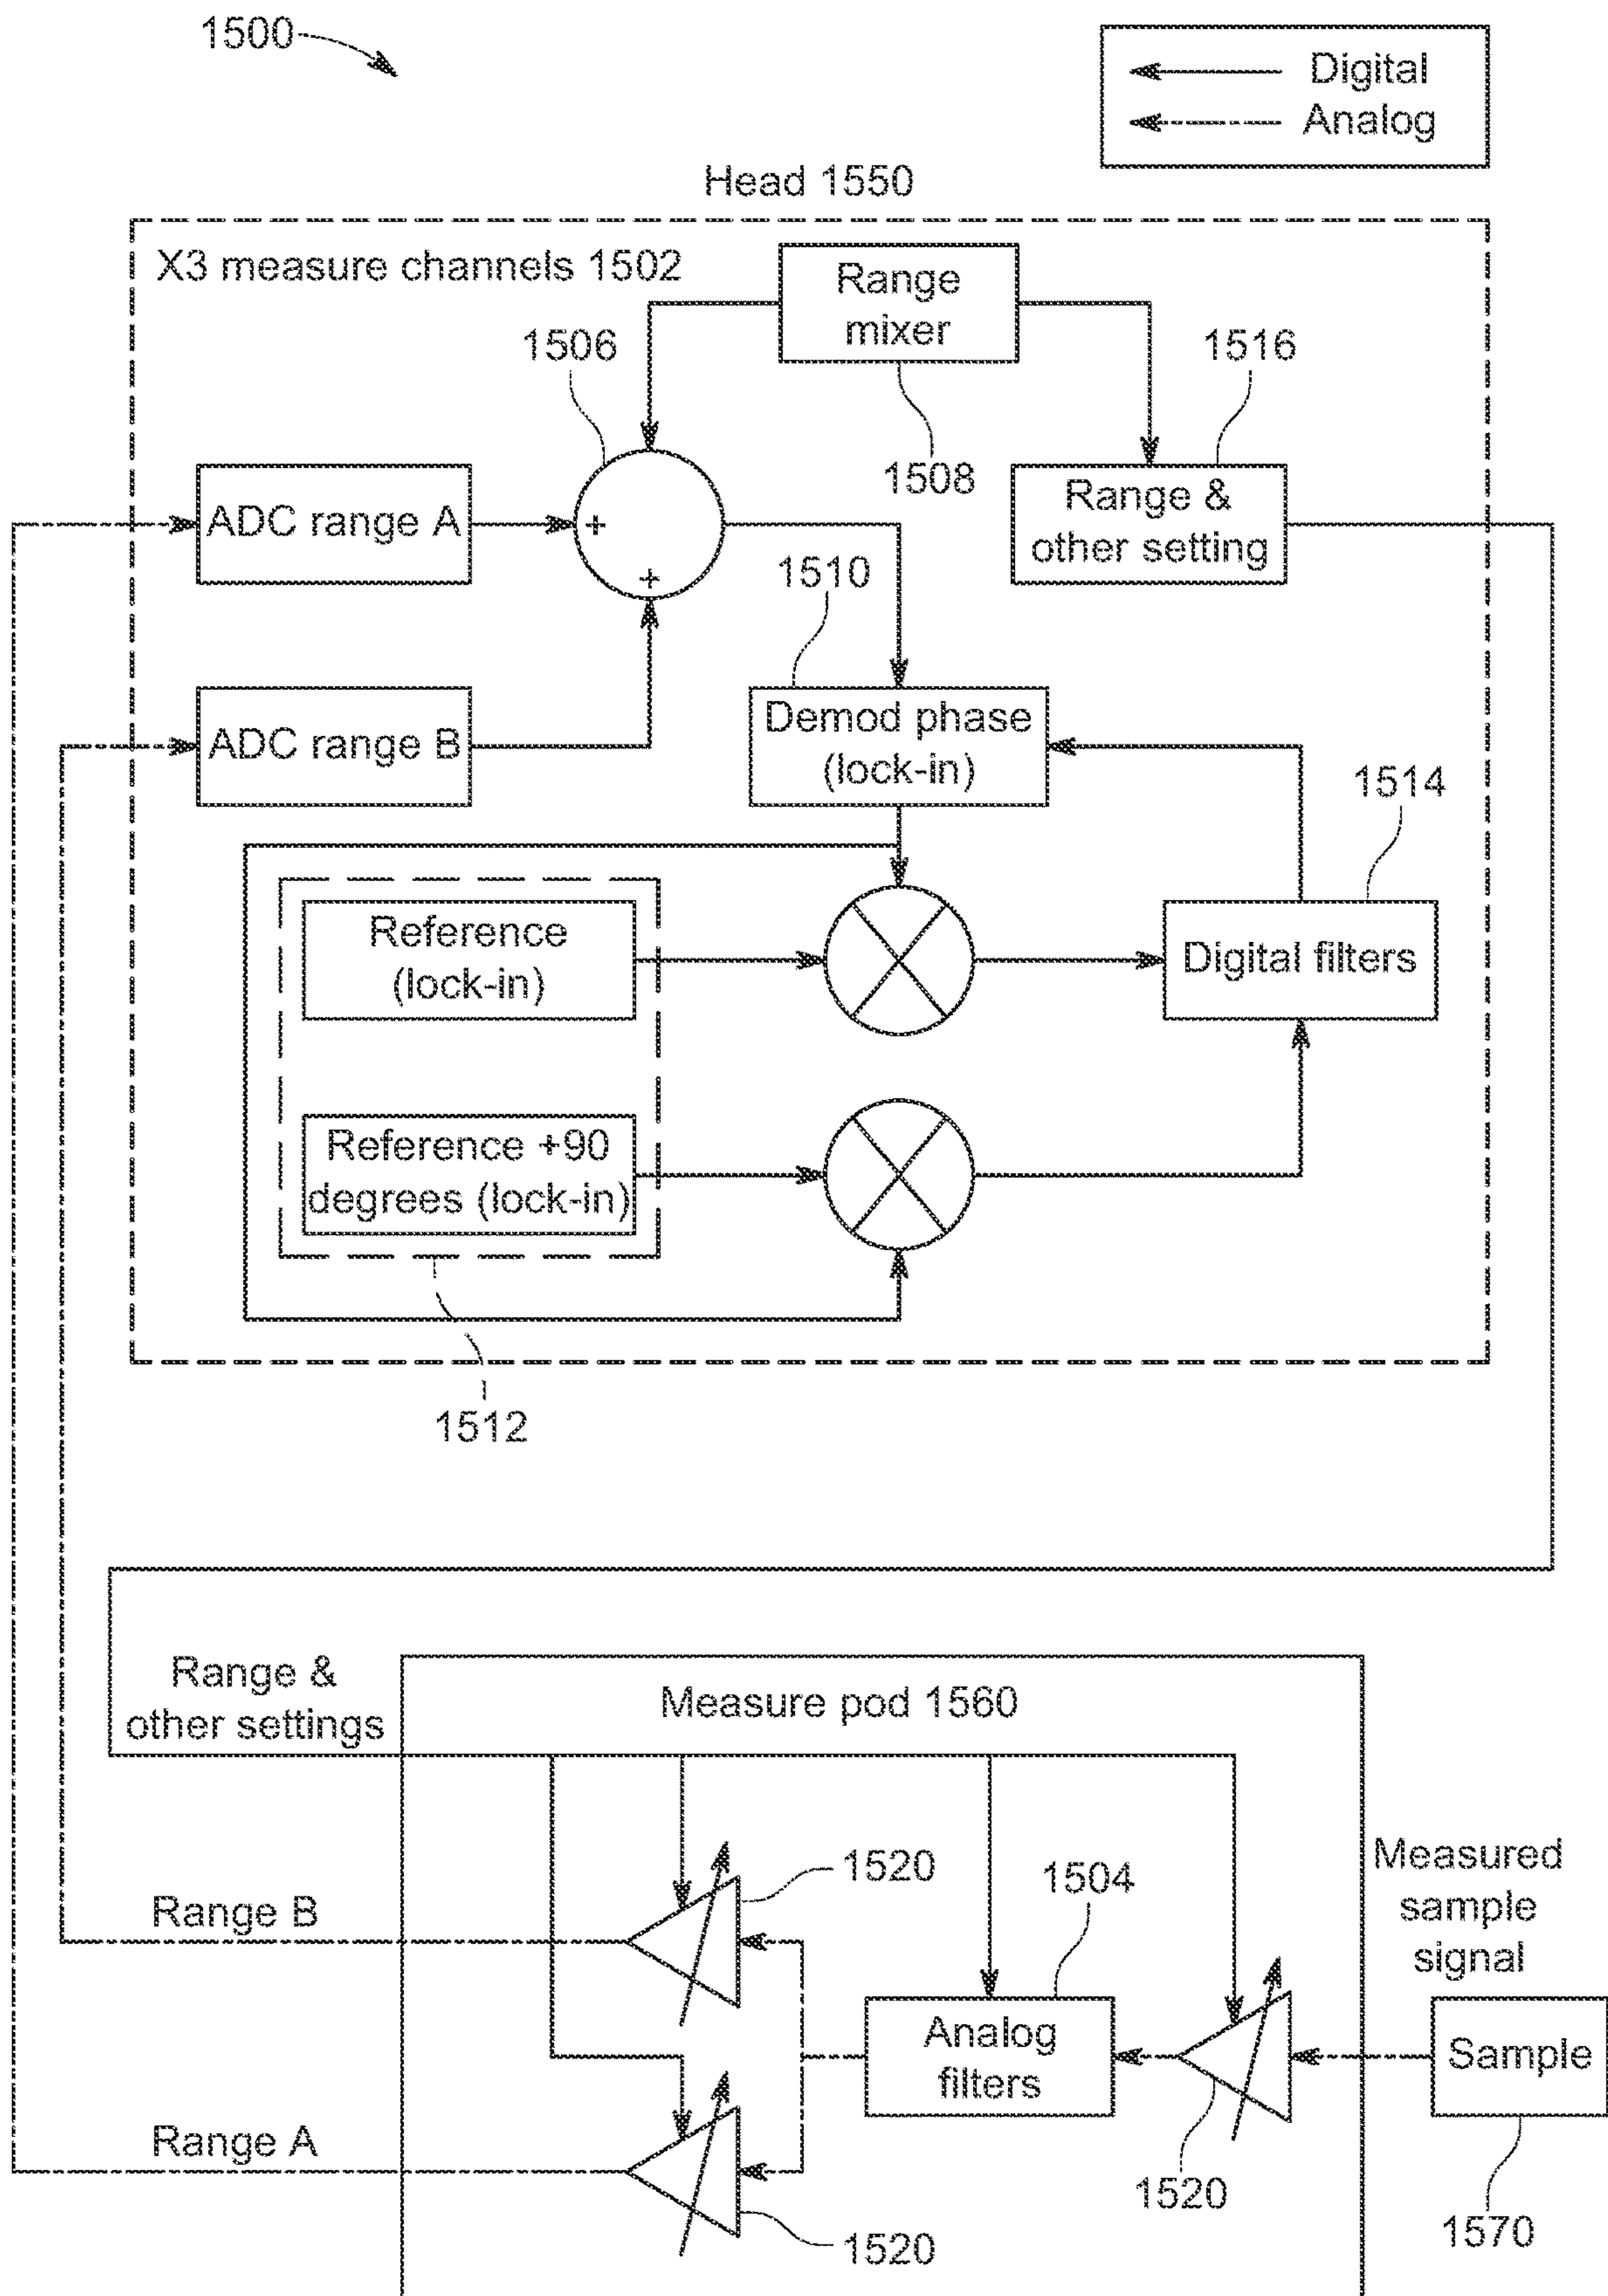 1500
Digital
Analog
Head 1550
X3 measure channels 1502
Range
mixer
1506
1516
1508
ADC range A
+
+
Range &
other setting
1510
ADC range B
Demod phase
(lock-in)
1514
Reference
(lock-in)
Digital filters
Reference +90
degrees (lock-in)
1512
Range &
other settings
Measure pod 1560
Measured
sample
signal
1520
1504
Range B
Analog
filters
Sample
Range A
1520
1520
1570